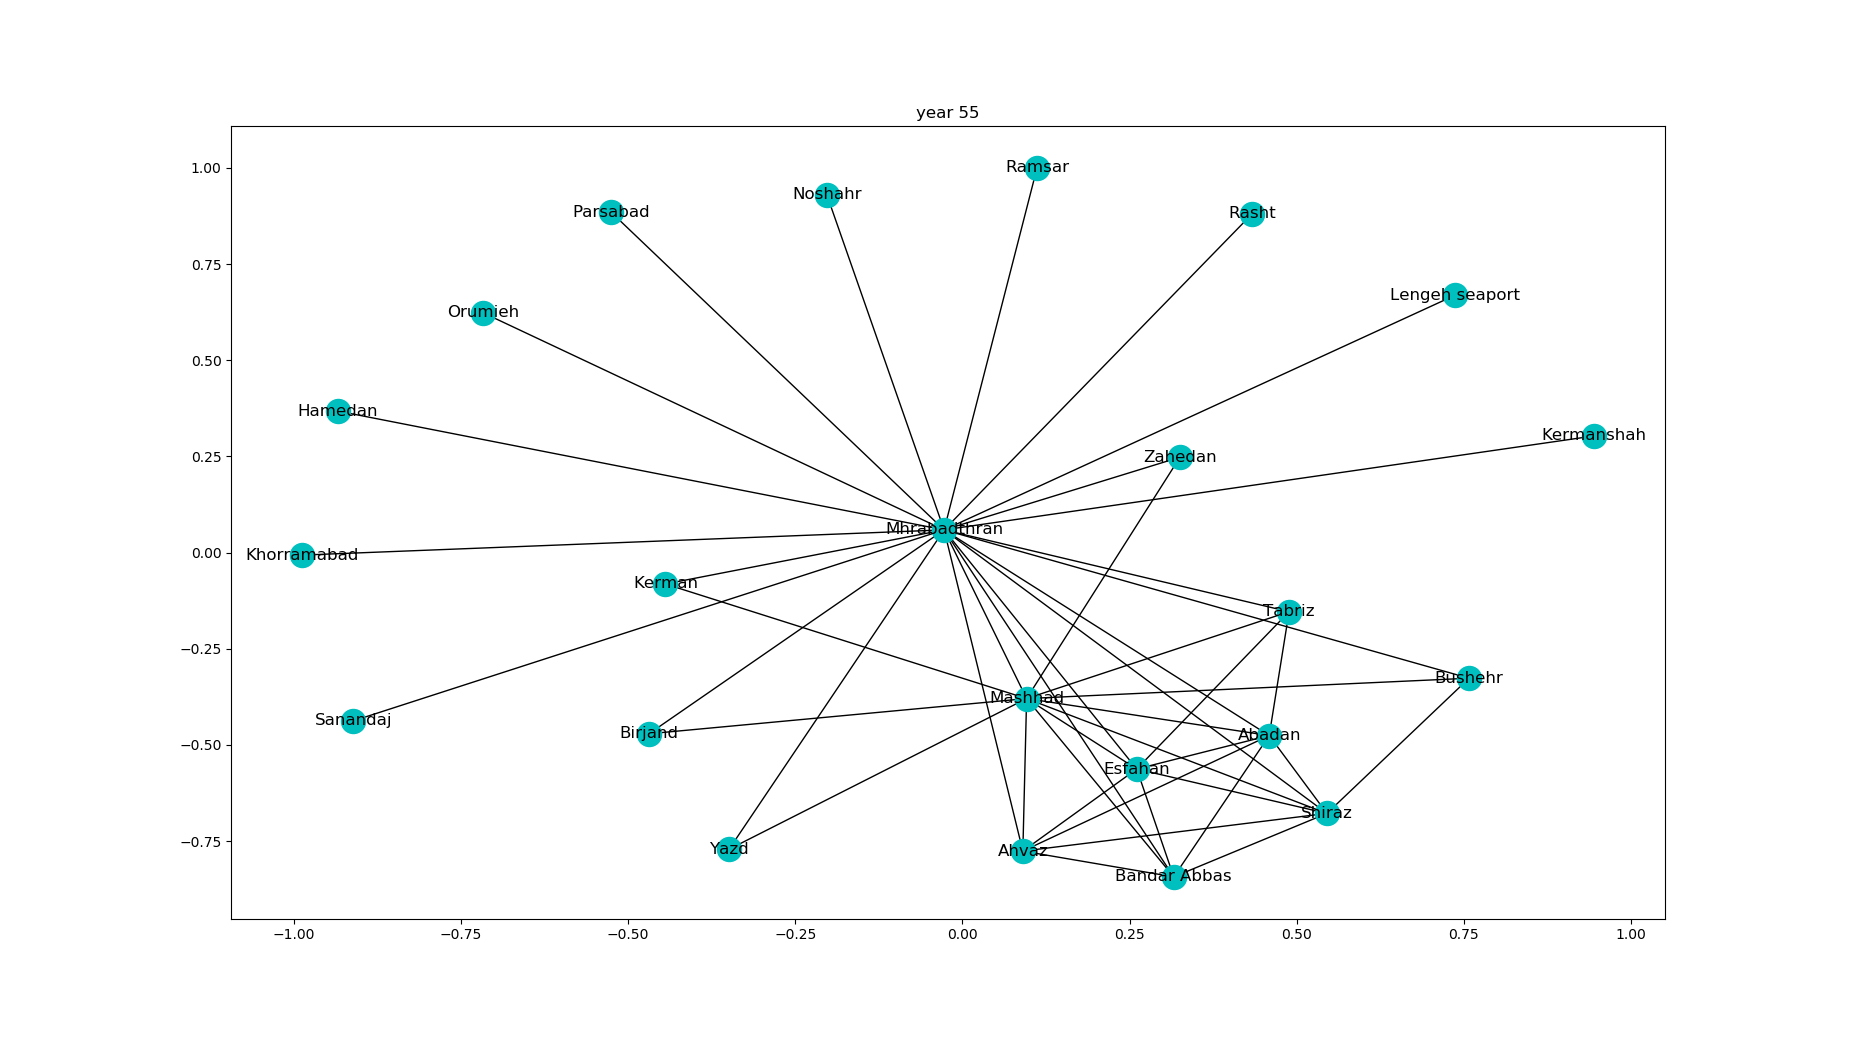 year 55
1.00
Ramsar
Noshahr
Parsabad
Rasht
0.75
Lengeh seaport
Orumieh
0.50
Hamedan
Kermanshah
0.25
Zahedan
Mhrabadthran
0.00
Khorramabad
Kerman
Tabriz
−0.25
Bushehr
Mashhad
Sanandaj
Birjand
Abadan
−0.50
Esfahan
Shiraz
−0.75
Yazd
Ahvaz
Bandar Abbas
−1.00 −0.75 −0.50 −0.25 0.00 0.25 0.50 0.75 1.00